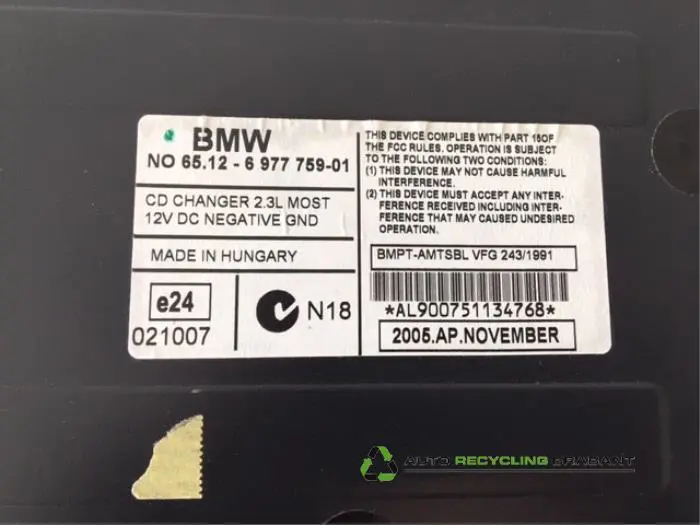 BMW
NO 65.12 - 6 977 759-01
CD CHANGER 2.3L MOST
12V DC NEGATIVE GND
MADE IN HUNGARY
e24
021007
N18
THIS DEVICE COMPLIES WITH PART 15OF
THE FCC RULES. OPERATION IS SUBJECT
TO THE FOLLOWING TWO CONDITIONS:
(1) THIS DEVICE MAY NOT CAUSE HARMFUL
INTERFERENCE.
(2) THIS DEVICE MUST ACCEPT ANY INTER-
FERENCE RECEIVED INCLUDING INTER-
FERENCE THAT MAY CAUSED UNDESIRED
OPERATION.
BMPT-AMTSBL VFG 243/1991
*AL900751134768*
2005.AP.NOVEMBER
AUTO RECYCLING BRABANT